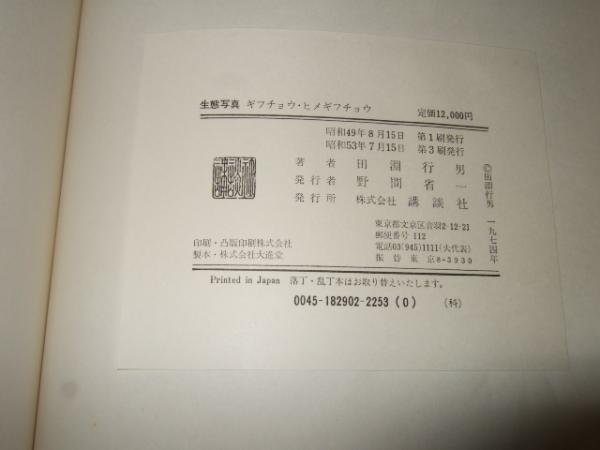 生態写真 ギフチョウ・ヒメギフチョウ 定価12,000円
昭和49年8月15日 第1刷発行
昭和53年7月15日 第3刷発行
著者 田淵行男
発行者 野間省一
発行所 株式会社 講談社
東京都文京区音羽2-12-21
郵便番号 112
電話03(945)1111(大代表)
振替東京8-3930
©田淵行男 一九七四年
印刷・凸版印刷株式会社
製本・株式会社大進堂
Printed in Japan 落丁・乱丁本はお取り替えいたします。
0045-182902-2253 (0) (科)